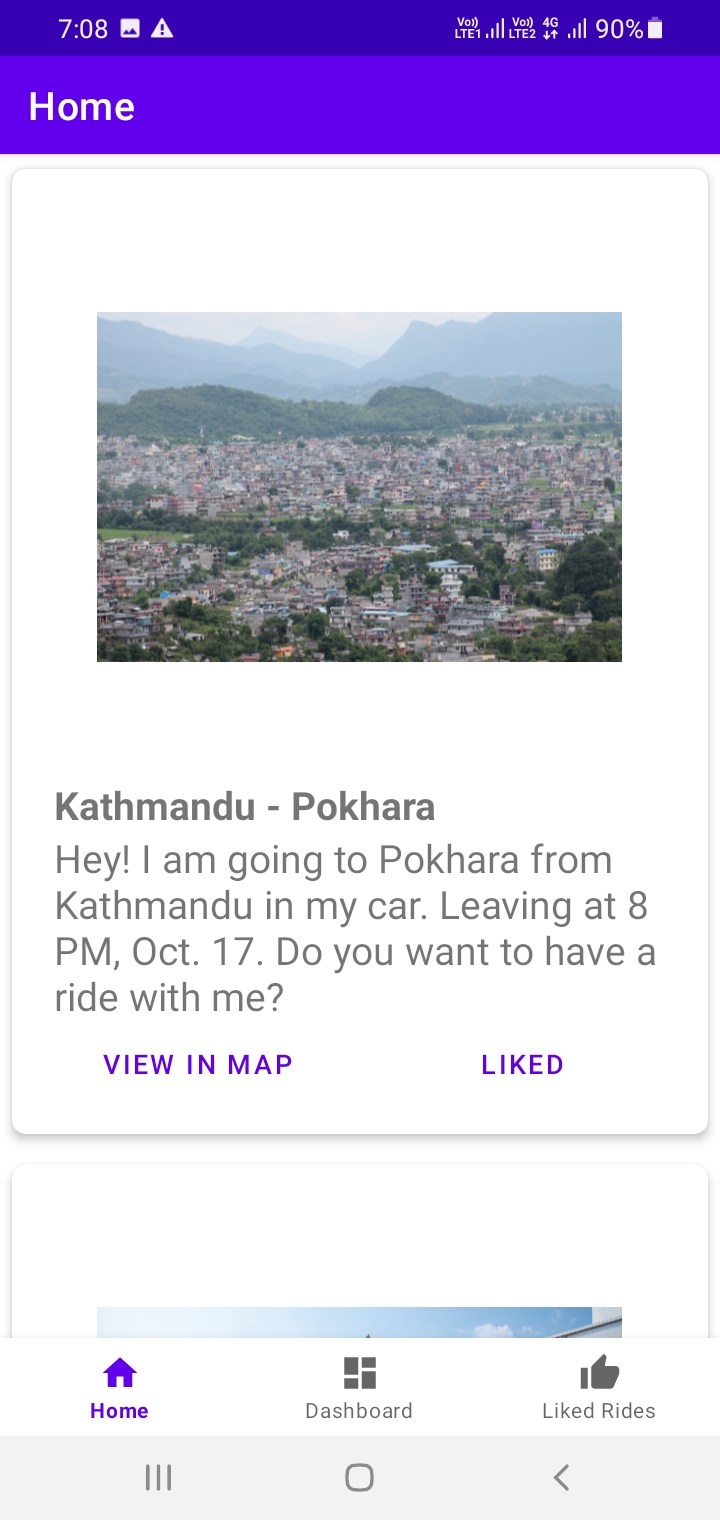 7:08 Vo)) LTE1 Vo)) LTE2 4G 90%
Home
Kathmandu - Pokhara
Hey! I am going to Pokhara from
Kathmandu in my car. Leaving at 8
PM, Oct. 17. Do you want to have a
ride with me?
VIEW IN MAP LIKED
Home Dashboard Liked Rides